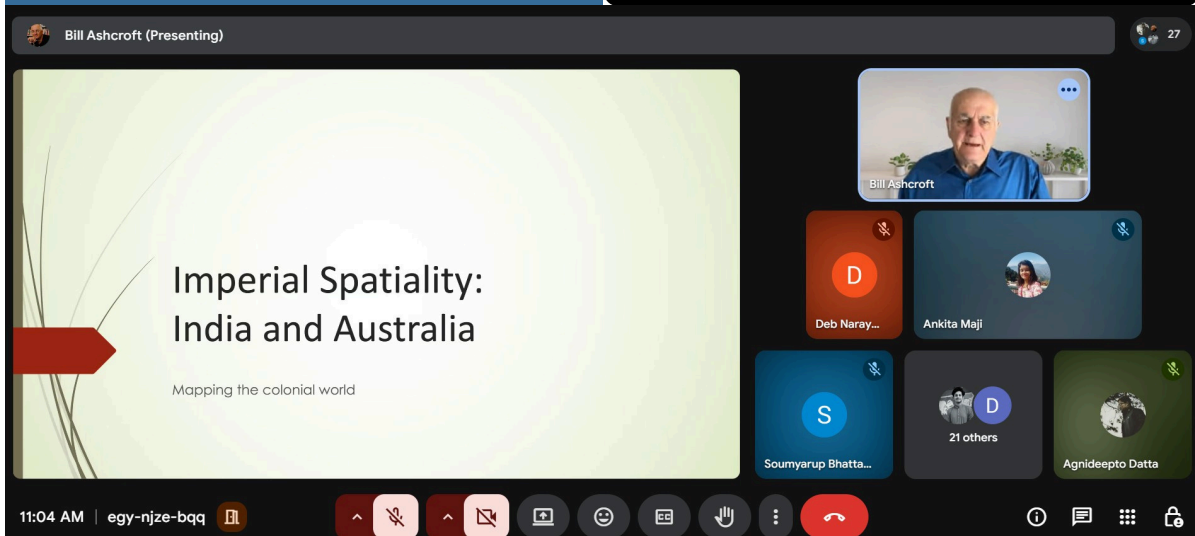 Bill Ashcroft (Presenting)
27
Imperial Spatiality:
India and Australia
Mapping the colonial world
Bill Ashcroft
D
Deb Naray...
Ankita Maji
S
Soumyarup Bhatta...
D
21 others
Agnideepto Datta
11:04 AM | egy-njze-bqq
CC